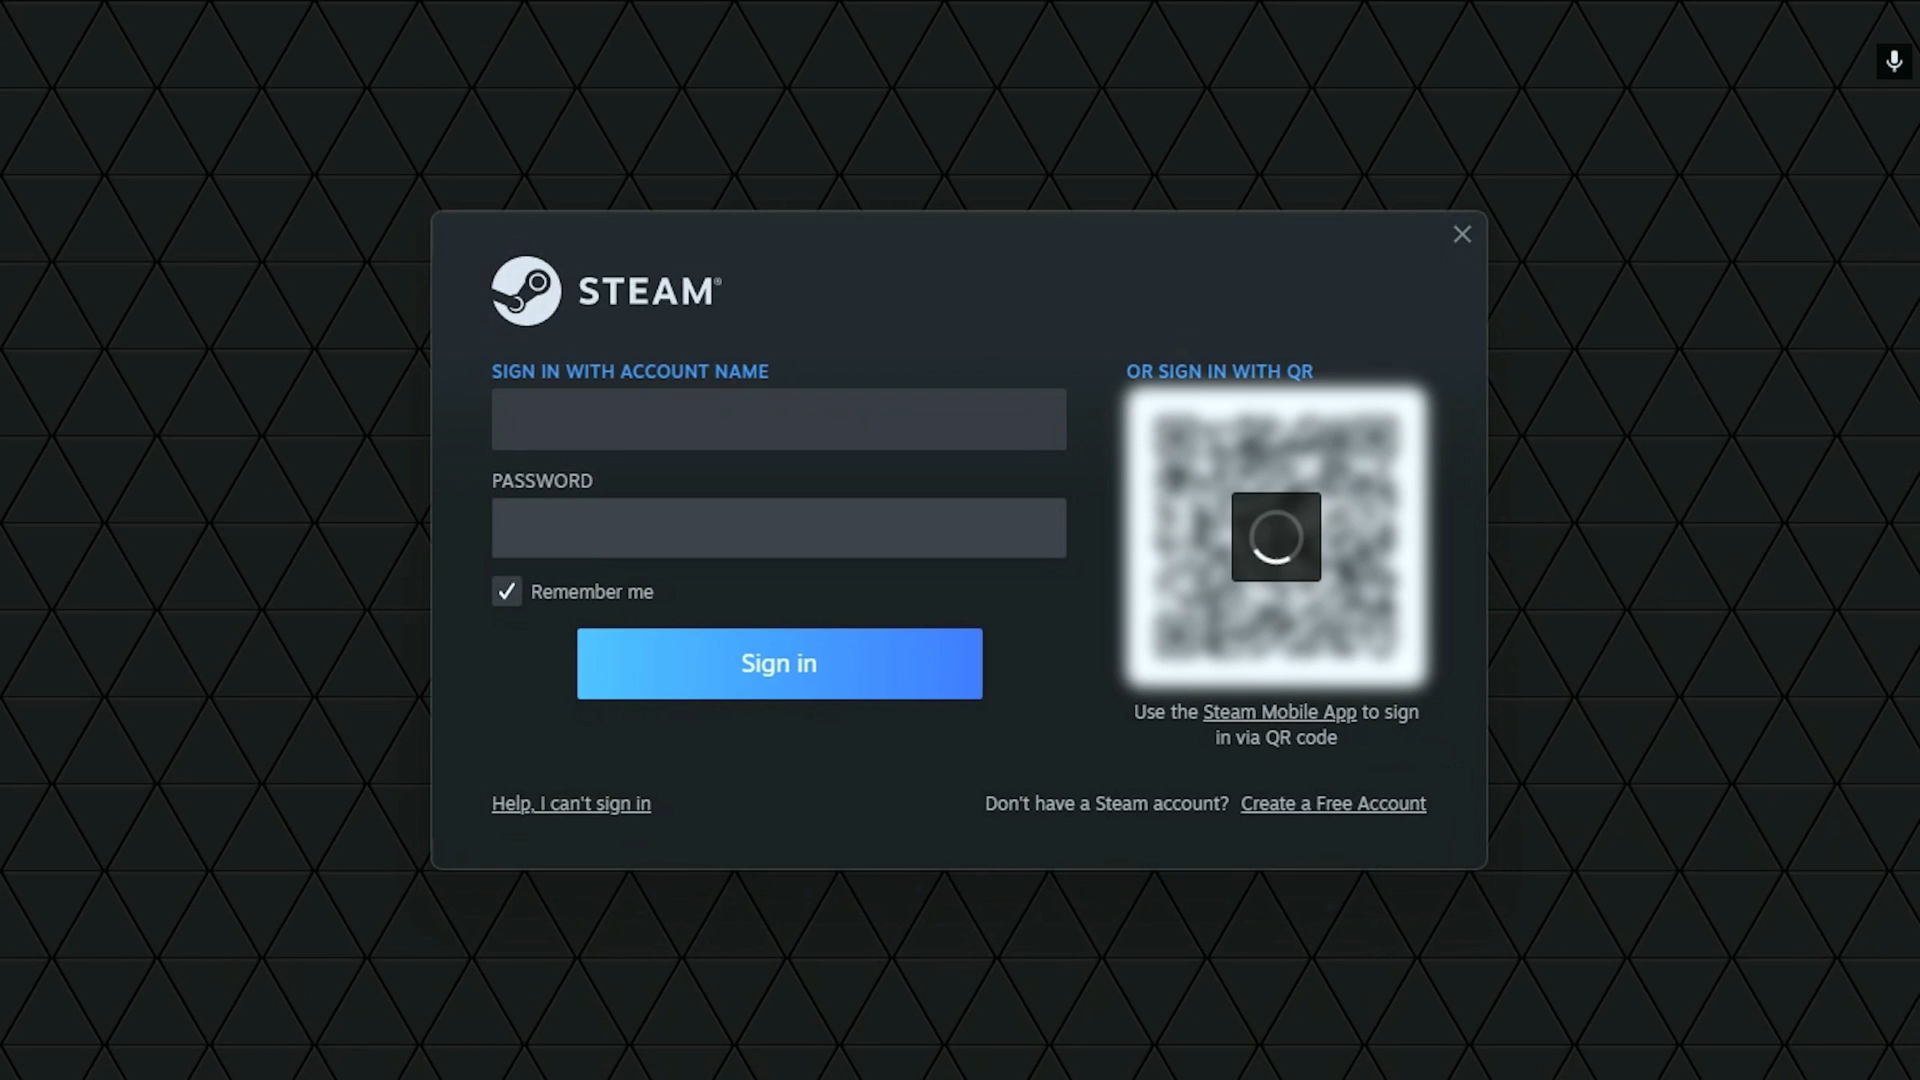 STEAM®
SIGN IN WITH ACCOUNT NAME
PASSWORD
Remember me
Sign in
Help, I can't sign in
OR SIGN IN WITH QR
Use the Steam Mobile App to sign
in via QR code
Don't have a Steam account? Create a Free Account